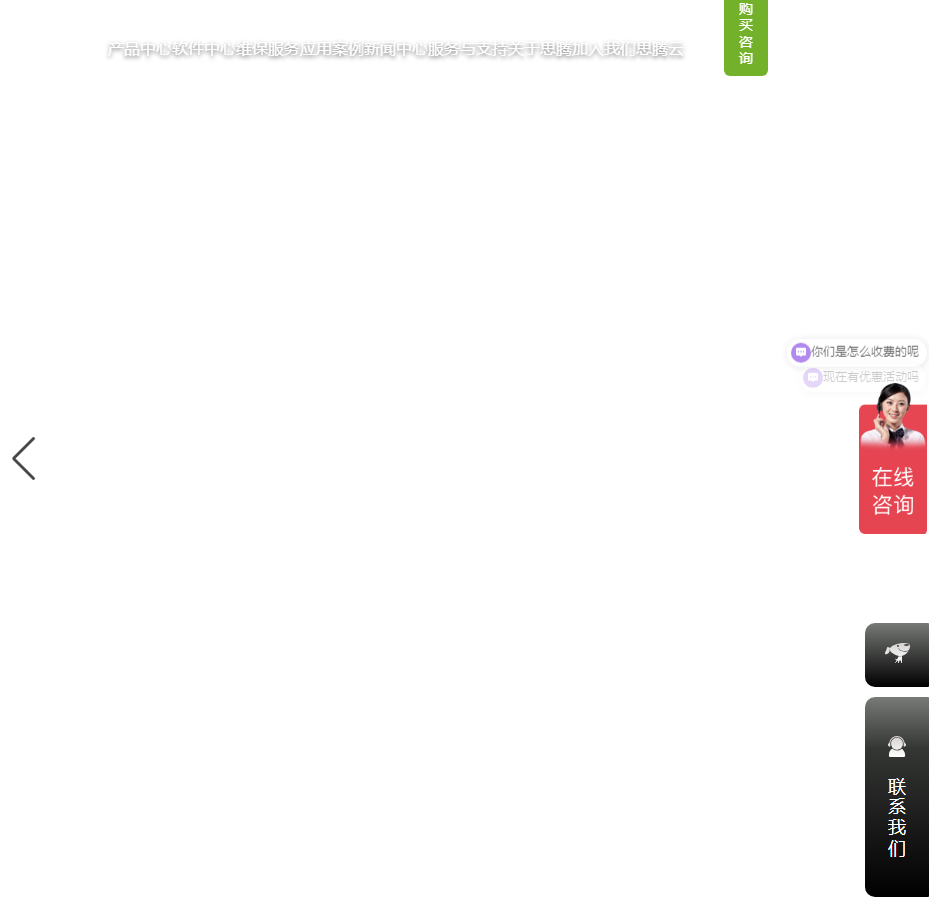 购
买
咨
询
产品中心软件中心维保服务应用案例新闻中心服务与支持关于思腾加入我们思腾云
你们是怎么收费的呢
现在有优惠活动吗
在线
咨询
联
系
我
们